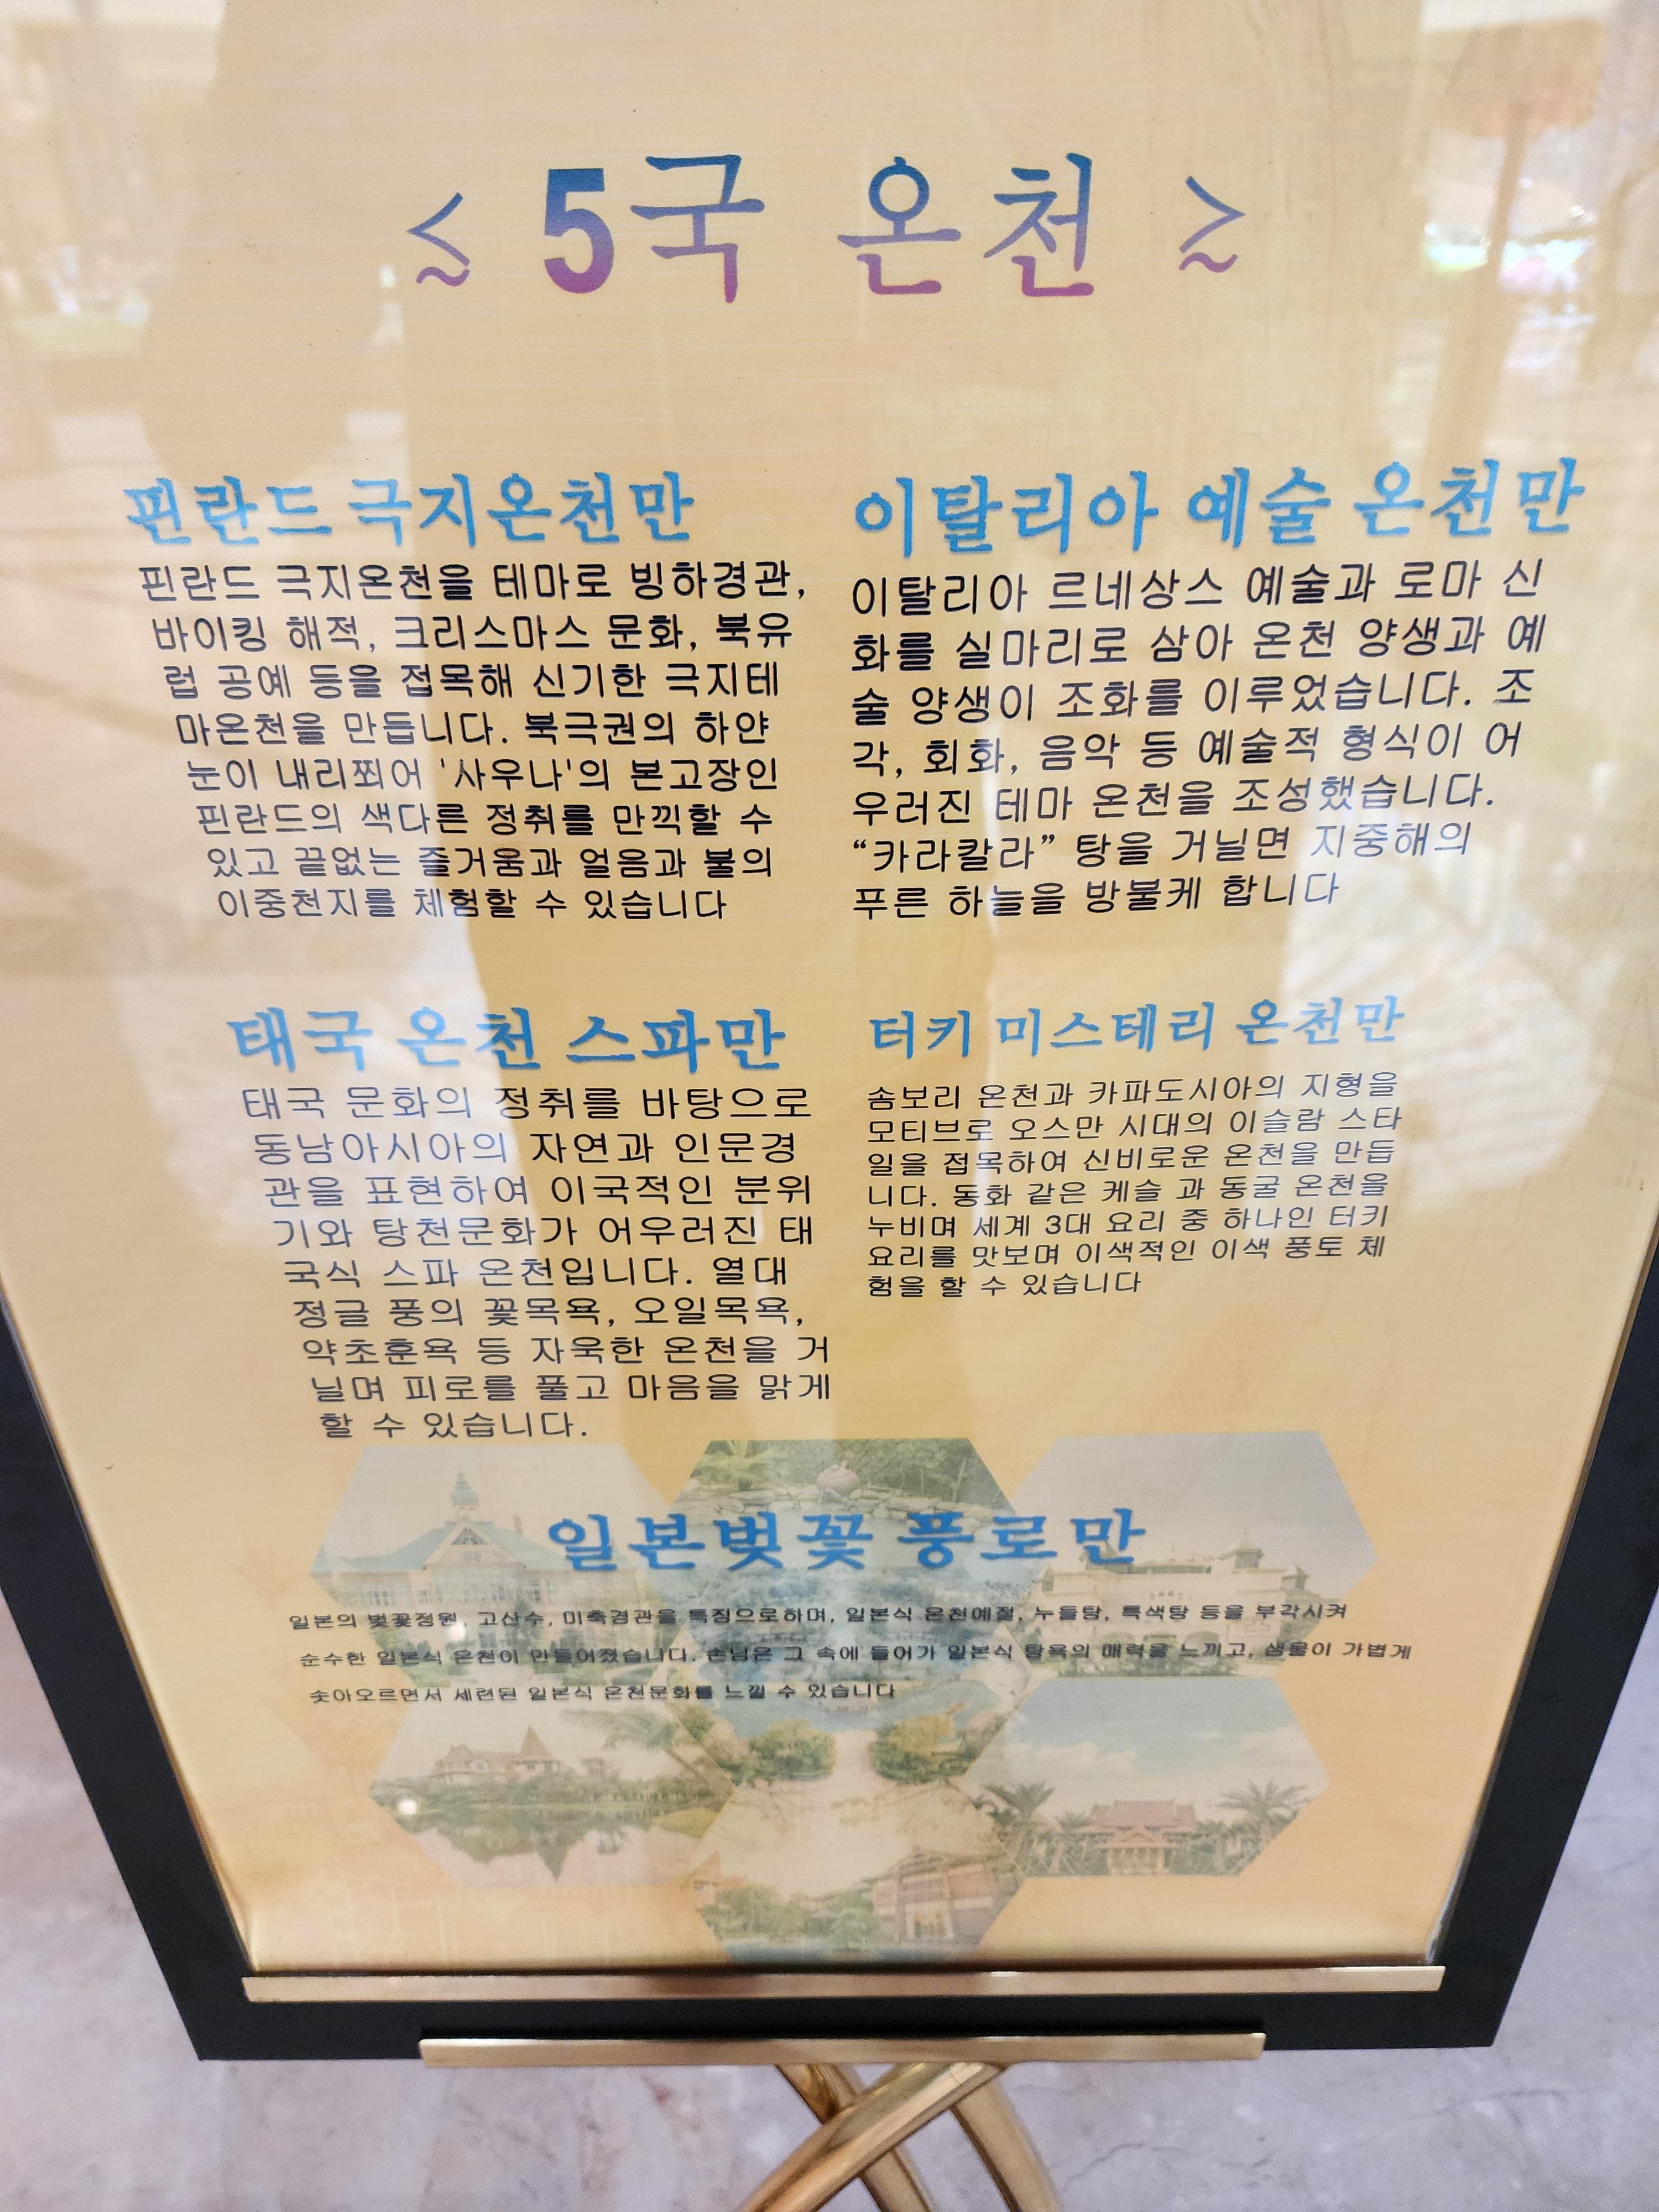 < 5국 온천 >
핀란드 극지온천만
핀란드 극지온천을 테마로 빙하경관,
바이킹 해적, 크리스마스 문화, 북유
럽 공예 등을 접목해 신기한 극지테
마온천을 만듭니다. 북극권의 하얀
눈이 내리쬐어 '사우나'의 본고장인
핀란드의 색다른 정취를 만끽할 수
있고 끝없는 즐거움과 얼음과 불의
이중천지를 체험할 수 있습니다
이탈리아 예술 온천만
이탈리아 르네상스 예술과 로마 신
화를 실마리로 삼아 온천 양생과 예
술 양생이 조화를 이루었습니다. 조
각, 회화, 음악 등 예술적 형식이 어
우러진 테마 온천을 조성했습니다.
“카라칼라” 탕을 거닐면 지중해의
푸른 하늘을 방불케 합니다
태국 온천 스파만
태국 문화의 정취를 바탕으로
동남아시아의 자연과 인문경
관을 표현하여 이국적인 분위
기와 탕천문화가 어우러진 태
국식 스파 온천입니다. 열대
정글 풍의 꽃목욕, 오일목욕,
약초훈욕 등 자욱한 온천을 거
닐며 피로를 풀고 마음을 맑게
할 수 있습니다.
터키 미스테리 온천만
솜보리 온천과 카파도시아의 지형을
모티브로 오스만 시대의 이슬람 스타
일을 접목하여 신비로운 온천을 만듭
니다. 동화 같은 케슬 과 동굴 온천을
누비며 세계 3대 요리 중 하나인 터키
요리를 맛보며 이색적인 이색 풍토 체
험을 할 수 있습니다
일본벚꽃 풍로만
일본의 벚꽃정원, 고산수, 미축경관을 특징으로하며, 일본식 온천예절, 누들탕, 특색탕 등을 부각시켜
순수한 일본식 온천이 만들어졌습니다. 손님은 그 속에 들어가 일본식 탕욕의 매력을 느끼고, 샘물이 가볍게
솟아오르면서 세련된 일본식 온천문화를 느낄 수 있습니다